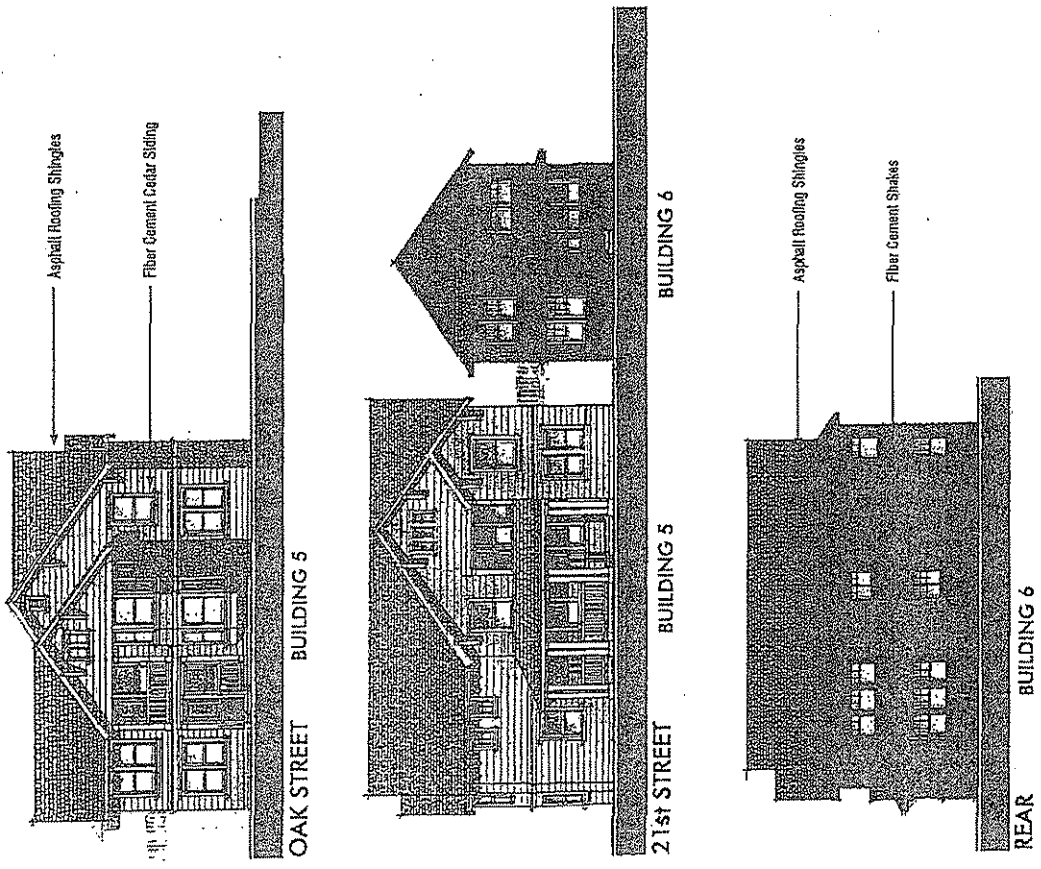 Asphalt Roofing Shingles
Fiber Cement Cedar Siding
OAK STREET
BUILDING 5
21st STREET
BUILDING 5
BUILDING 6
Asphalt Roofing Shingles
Fiber Cement Shakes
REAR
BUILDING 6